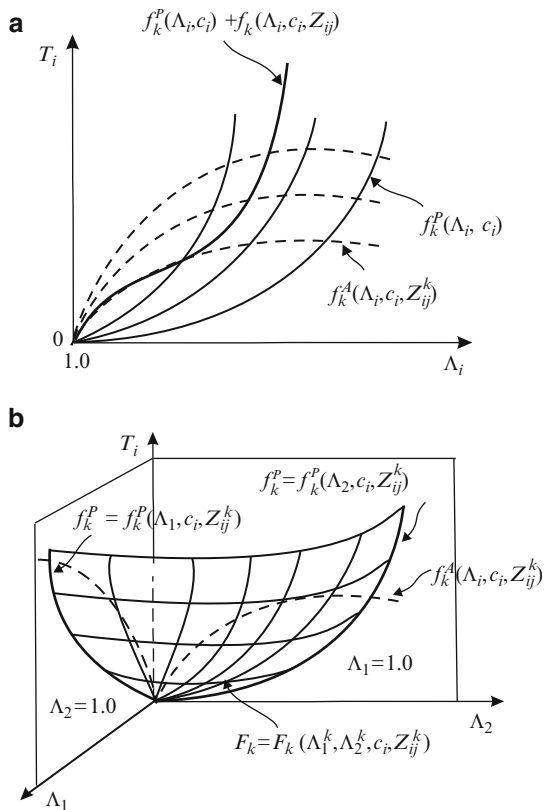 a
f_k^P(Λ_i,c_i) +f_k(Λ_i,c_i,Z_ij)
T_i
f_k^P(Λ_i, c_i)
f_k^A(Λ_i,c_i,Z_ij^k)
0
1.0
Λ_i
b
T_i
f_k^P=f_k^P(Λ_2,c_i,Z_ij^k)
f_k^P = f_k^P(Λ_1,c_i,Z_ij^k)
f_k^A(Λ_i,c_i,Z_ij^k)
Λ_1=1.0
Λ_2=1.0
Λ_2
F_k=F_k(Λ_1^k,Λ_2^k,c_i,Z_ij^k)
Λ_1